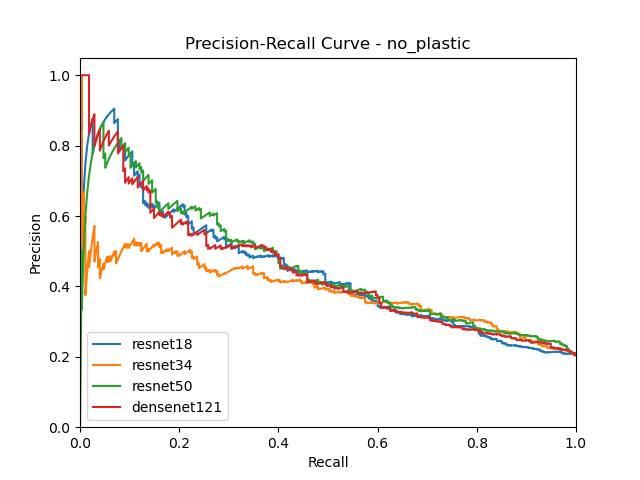 Precision-Recall Curve - no_plastic
Precision
1.0
0.8
0.6
0.4
0.2
0.0
resnet18
resnet34
resnet50
densenet121
0.0 0.2 0.4 0.6 0.8 1.0
Recall